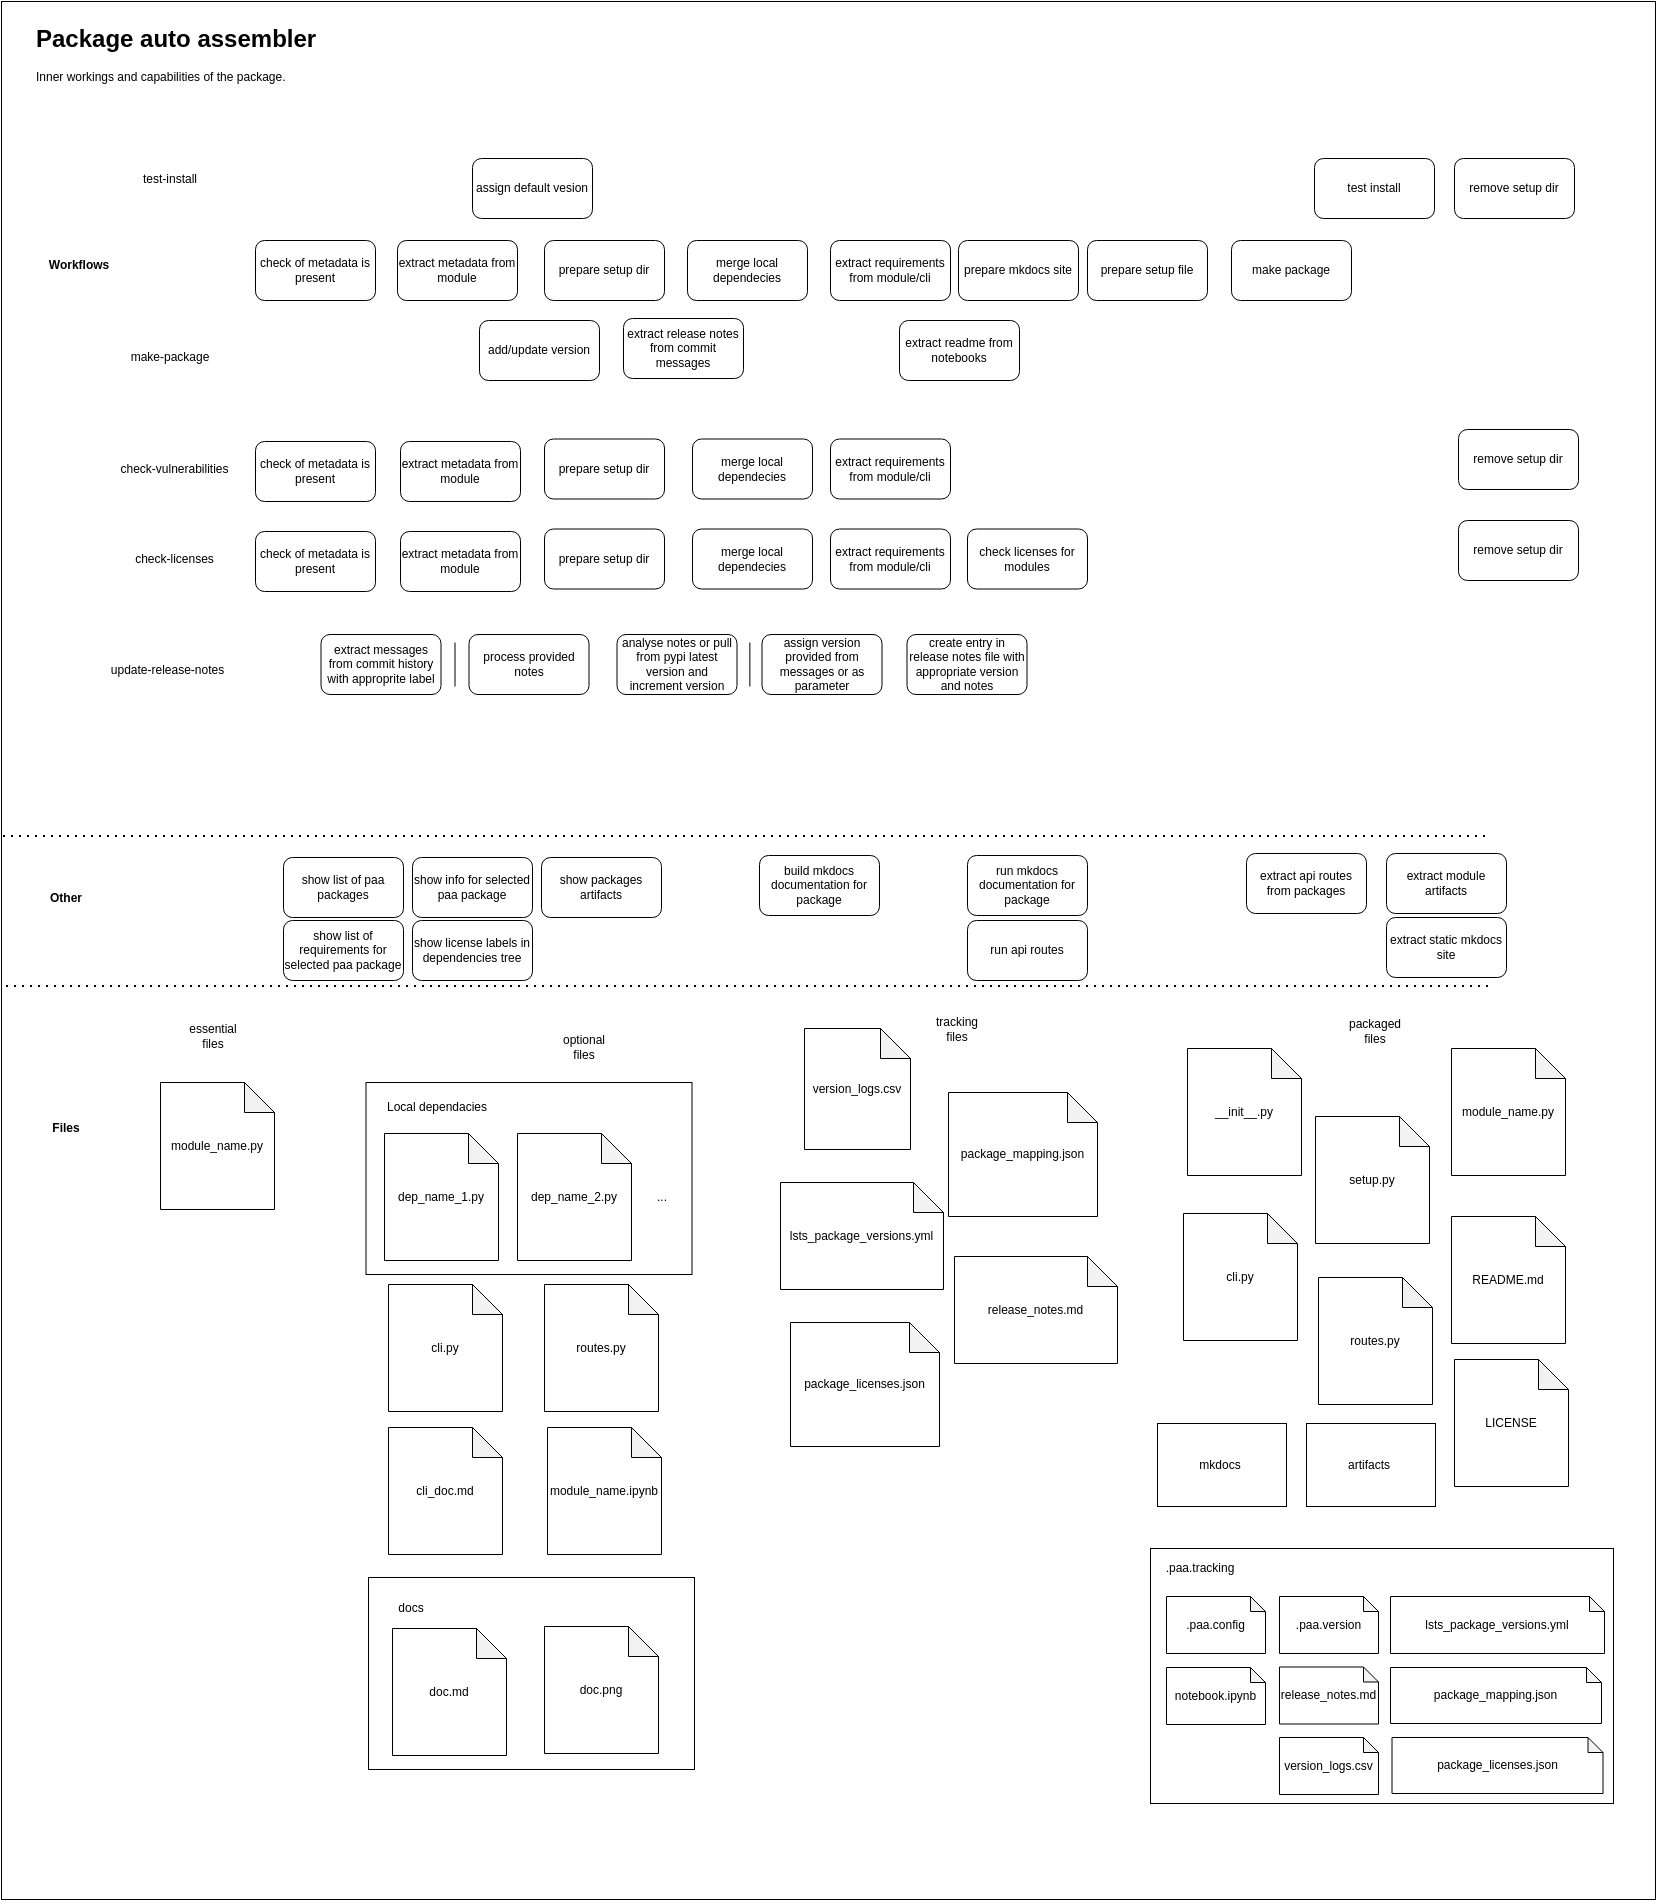 Package auto assembler
Inner workings and capabilities of the package.
test-install
assign default vesion
test install
remove setup dir
Workflows
check of metadata is
present
extract metadata from
module
prepare setup dir
merge local
dependecies
extract requirements
from module/cli
prepare mkdocs site
prepare setup file
make package
make-package
add/update version
extract release notes
from commit
messages
extract readme from
notebooks
check-vulnerabilities
check of metadata is
present
extract metadata from
module
prepare setup dir
merge local
dependecies
extract requirements
from module/cli
remove setup dir
check-licenses
check of metadata is
present
extract metadata from
module
prepare setup dir
merge local
dependecies
extract requirements
from module/cli
check licenses for
modules
remove setup dir
update-release-notes
extract messages
from commit history
with approprite label
process provided
notes
analyse notes or pull
from pypi latest
version and
increment version
assign version
provided from
messages or as
parameter
create entry in
release notes file with
appropriate version
and notes
Other
show list of paa
packages
show info for selected
paa package
show packages
artifacts
build mkdocs
documentation for
package
run mkdocs
documentation for
package
extract api routes
from packages
extract module
artifacts
show list of
requirements for
selected paa package
show license labels in
dependencies tree
run api routes
extract static mkdocs
site
Files
essential
files
module_name.py
optional
files
Local dependacies
dep_name_1.py
dep_name_2.py
...
cli.py
routes.py
cli_doc.md
module_name.ipynb
docs
doc.md
doc.png
tracking
files
version_logs.csv
package_mapping.json
lsts_package_versions.yml
release_notes.md
package_licenses.json
packaged
files
__init__.py
module_name.py
setup.py
cli.py
README.md
routes.py
LICENSE
mkdocs
artifacts
.paa.tracking
.paa.config
.paa.version
lsts_package_versions.yml
notebook.ipynb
release_notes.md
package_mapping.json
version_logs.csv
package_licenses.json